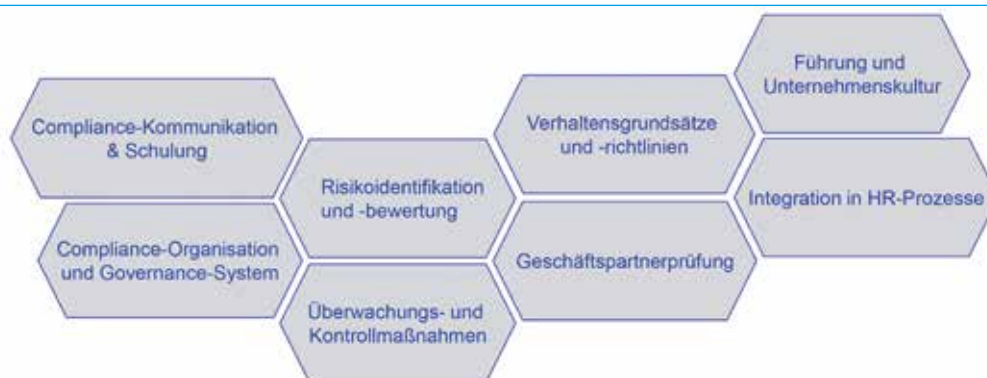 Compliance-Kommunikation
& Schulung
Compliance-Organisation
und Governance-System
Risikoidentifikation
und -bewertung
Überwachungs- und
Kontrollmaßnahmen
Verhaltensgrundsätze
und -richtlinien
Geschäftspartnerprüfung
Führung und
Unternehmenskultur
Integration in HR-Prozesse